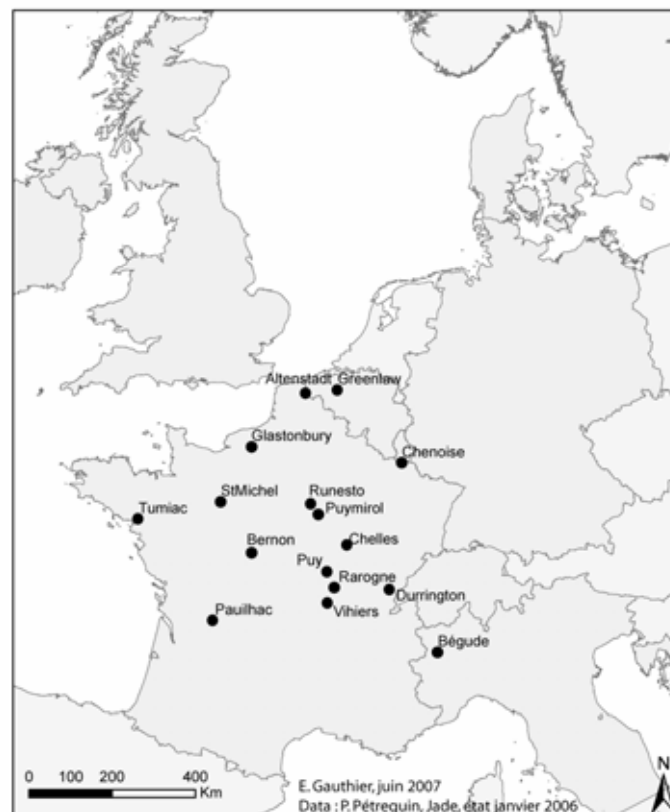 Altenstadt Greenlaw
Glastonbury
Chenoise
StMichel
Runesto
Tumiac
Puymirol
Bernon
Chelles
Puy
Rarogne
Durrington
Vihiers
Pauilhac
Bégude
N
0 100 200 400
Km
E. Gauthier, juin 2007
Data : P. Pétrequin, Jade, état janvier 2006